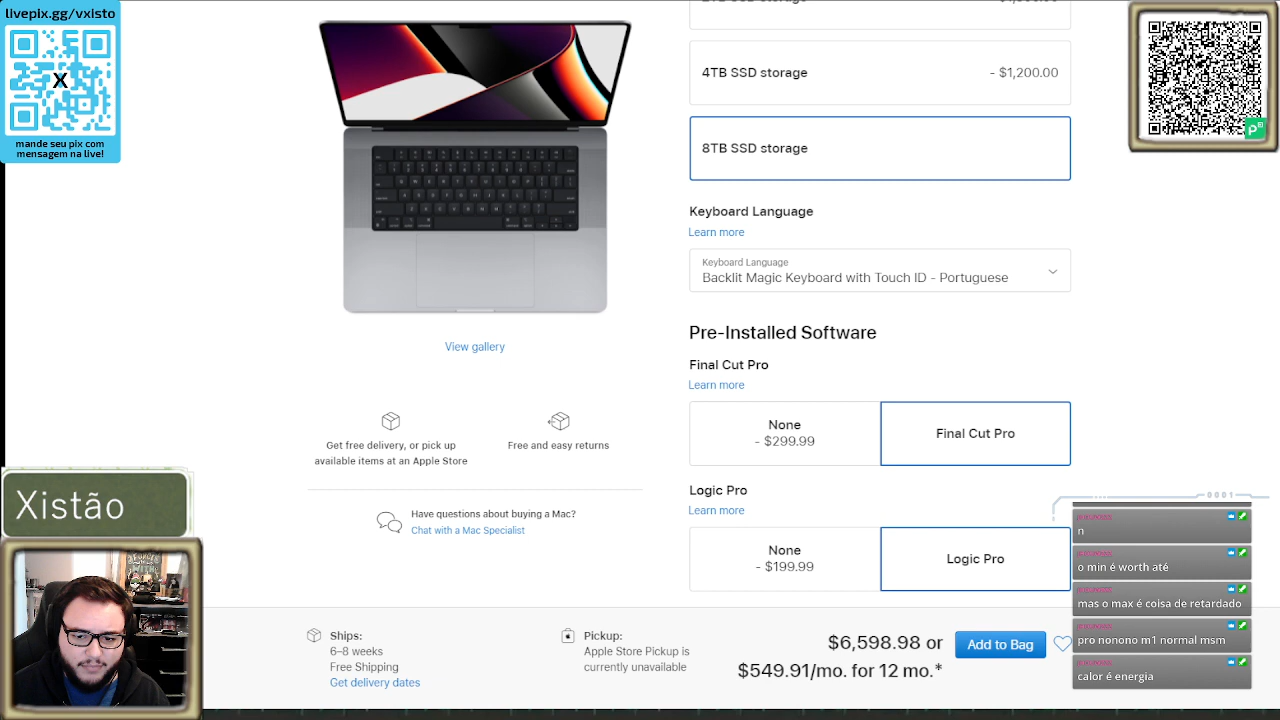 livepix.gg/vxisto
X
mande seu pix com
mensagem na live!
4TB SSD storage
- $1,200.00
8TB SSD storage
Keyboard Language
Learn more
Keyboard Language
Backlit Magic Keyboard with Touch ID - Portuguese
View gallery
Pre-Installed Software
Final Cut Pro
Learn more
None
- $299.99
Final Cut Pro
Get free delivery, or pick up
available items at an Apple Store
Free and easy returns
Logic Pro
Learn more
None
- $199.99
Logic Pro
Have questions about buying a Mac?
Chat with a Mac Specialist
Xistão
0001
n
o min é worth até
mas o max é coisa de retardado
pro nonono m1 normal msm
calor é energia
Ships:
6–8 weeks
Free Shipping
Get delivery dates
Pickup:
Apple Store Pickup is
currently unavailable
$6,598.98 or
$549.91/mo. for 12 mo.*
Add to Bag